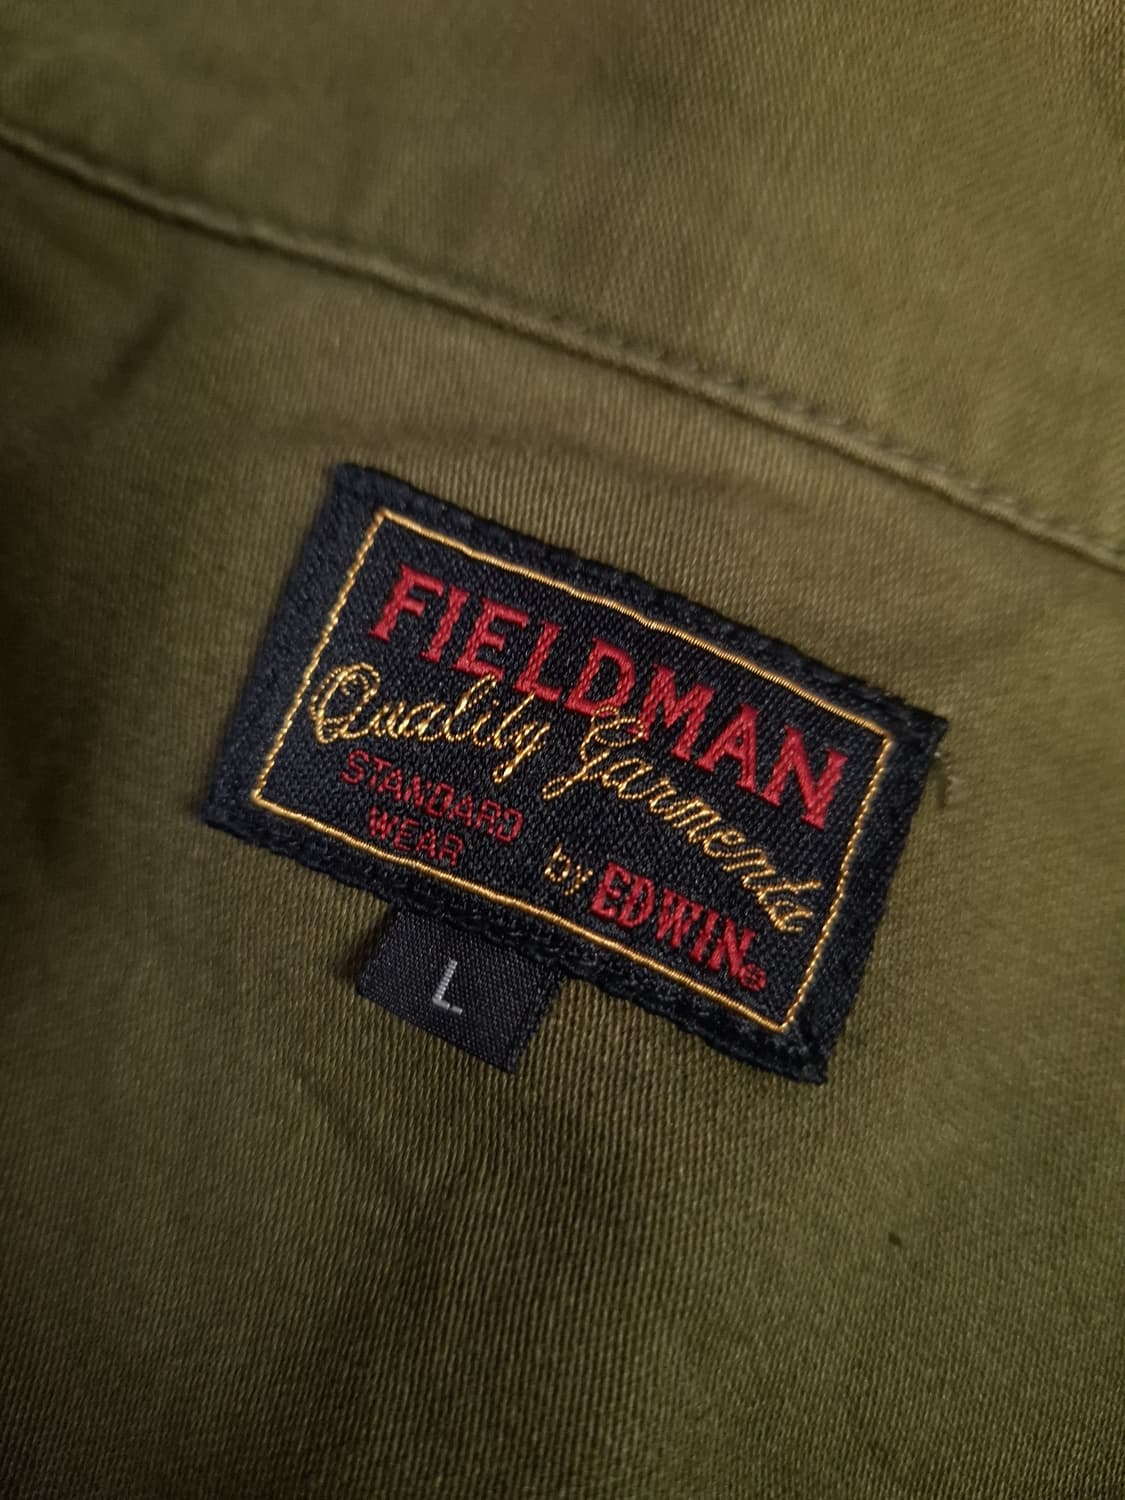 FIELDMAN
Quality Garments
STANDARD
WEAR
by EDWIN®
L